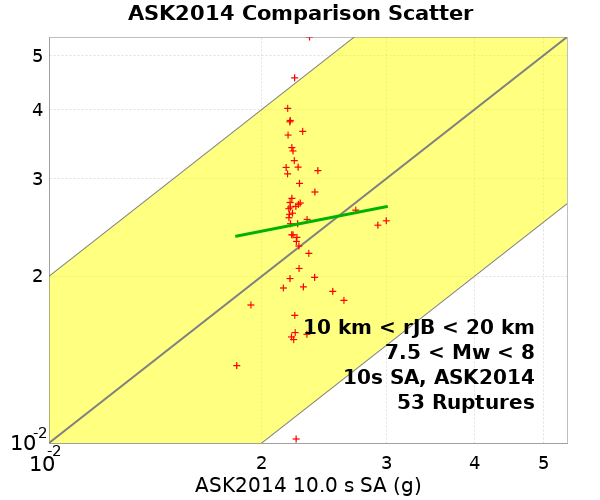 ASK2014 Comparison Scatter
5
4
3
2
10-2
10-2
2
3
4
5
10 km < rJB < 20 km
7.5 < Mw < 8
10s SA, ASK2014
53 Ruptures
ASK2014 10.0 s SA (g)